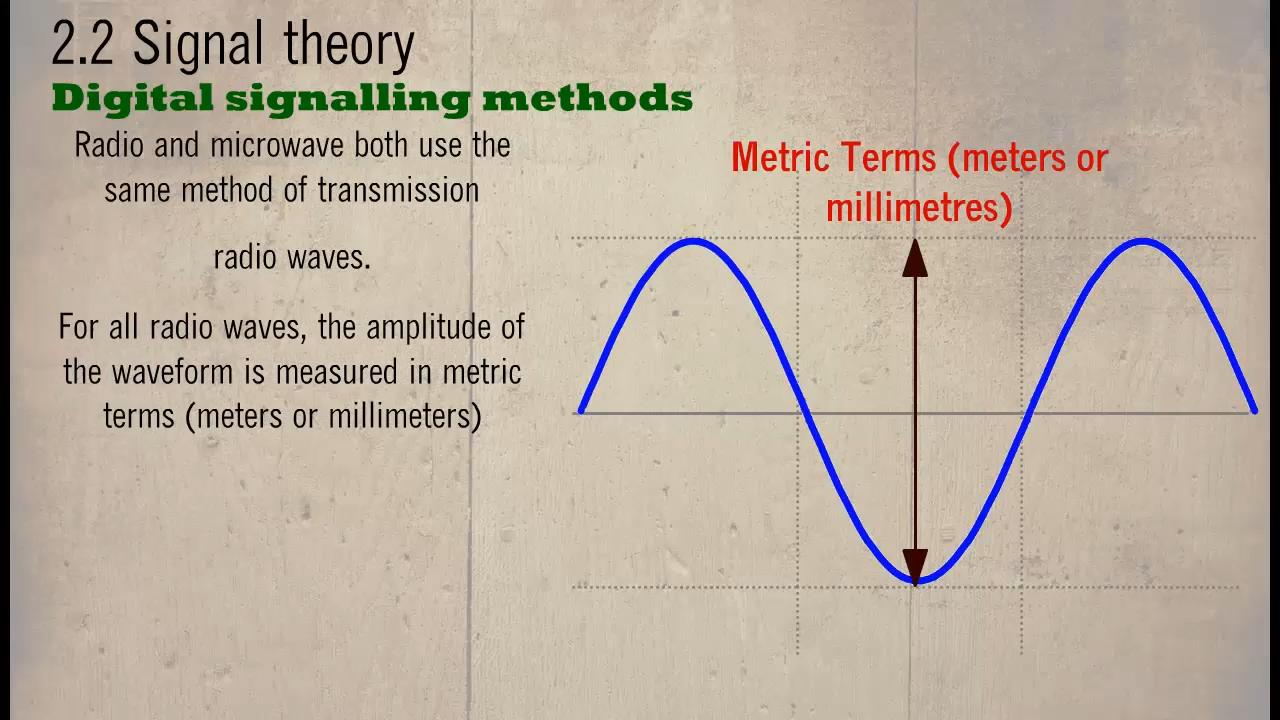 2.2 Signal theory
Digital signalling methods
Radio and microwave both use the
same method of transmission
radio waves.
For all radio waves, the amplitude of
the waveform is measured in metric
terms (meters or millimeters)
Metric Terms (meters or
millimetres)